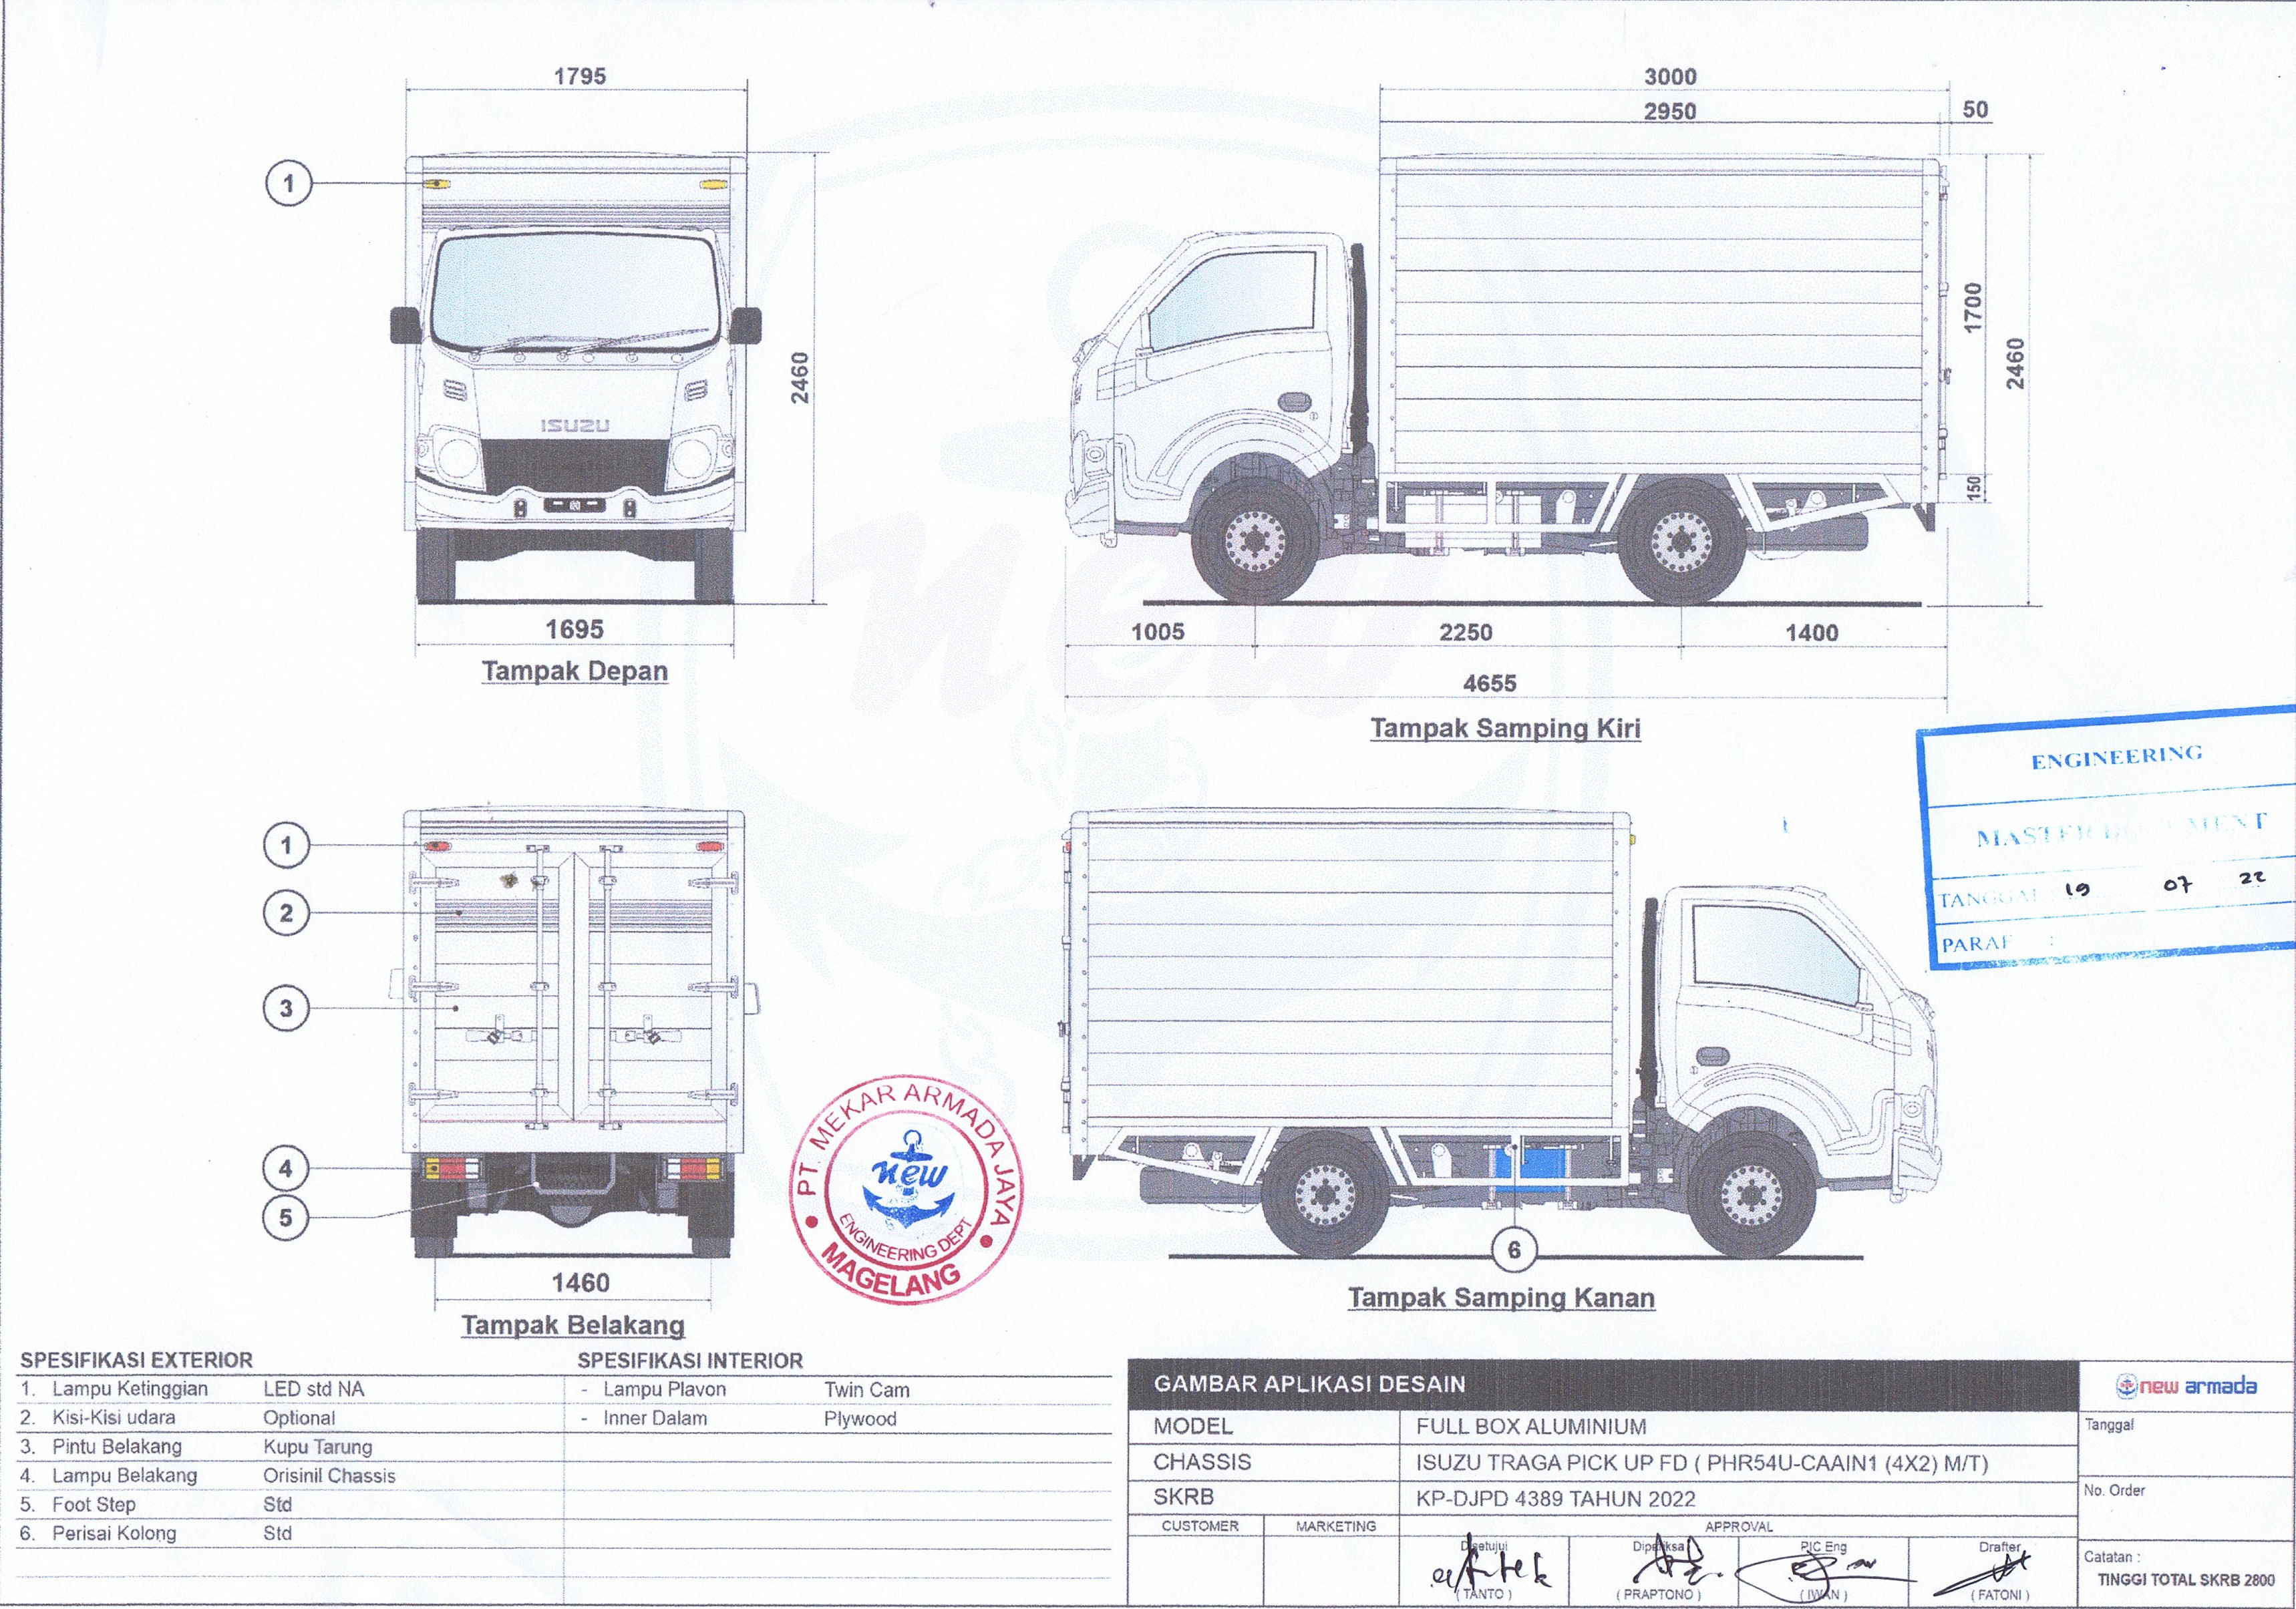 1795
1
2460
ISUZU
1695
Tampak Depan
3000
2950
50
1700
2460
150
1005
2250
1400
4655
Tampak Samping Kiri
ENGINEERING
MASTER DOCUMENT
TANGGAL 19 07 22
PARAF :
1
2
3
4
5
1460
Tampak Belakang
PT. MEKAR ARMADA JAYA
new
ENGINEERING DEPT
MAGELANG
6
Tampak Samping Kanan
new
SPESIFIKASI EXTERIOR
1. Lampu Ketinggian LED std NA
2. Kisi-Kisi udara Optional
3. Pintu Belakang Kupu Tarung
4. Lampu Belakang Orisinil Chassis
5. Foot Step Std
6. Perisai Kolong Std
SPESIFIKASI INTERIOR
- Lampu Plavon Twin Cam
- Inner Dalam Plywood
GAMBAR APLIKASI DESAIN
MODEL FULL BOX ALUMINIUM
CHASSIS ISUZU TRAGA PICK UP FD ( PHR54U-CAAIN1 (4X2) M/T)
SKRB KP-DJPD 4389 TAHUN 2022
CUSTOMER MARKETING APPROVAL
Disetujui Diperiksa PIC Eng Drafter
( TANTO ) ( PRAPTONO ) ( IWAN ) ( FATONI )
new armada
Tanggal
No. Order
Catatan :
TINGGI TOTAL SKRB 2800